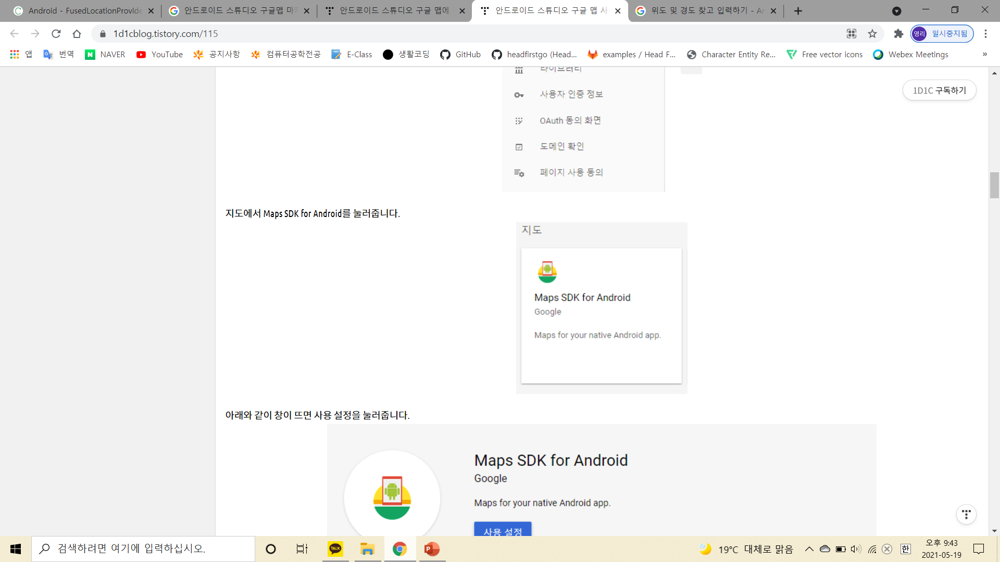 Android - FusedLocationProvide
안드로이드 스튜디오 구글맵 마커
안드로이드 스튜디오 구글 맵에
안드로이드 스튜디오 구글 맵 사
위도 및 경도 찾고 입력하기 - An
1d1cblog.tistory.com/115
영리 일시중지됨
앱
번역
NAVER
YouTube
공지사항
컴퓨터공학전공
E-Class
생활코딩
GitHub
headfirstgo (Head...
examples / Head F...
Character Entity Re...
Free vector icons
Webex Meetings
»
라이브러리
사용자 인증 정보
OAuth 동의 화면
도메인 확인
페이지 사용 동의
1D1C 구독하기
지도에서 Maps SDK for Android를 눌러줍니다.
지도
Maps SDK for Android
Google
Maps for your native Android app.
아래와 같이 창이 뜨면 사용 설정을 눌러줍니다.
Maps SDK for Android
Google
Maps for your native Android app.
사용 설정
검색하려면 여기에 입력하십시오.
TALK
19°C 대체로 맑음
한
오후 9:43
2021-05-19